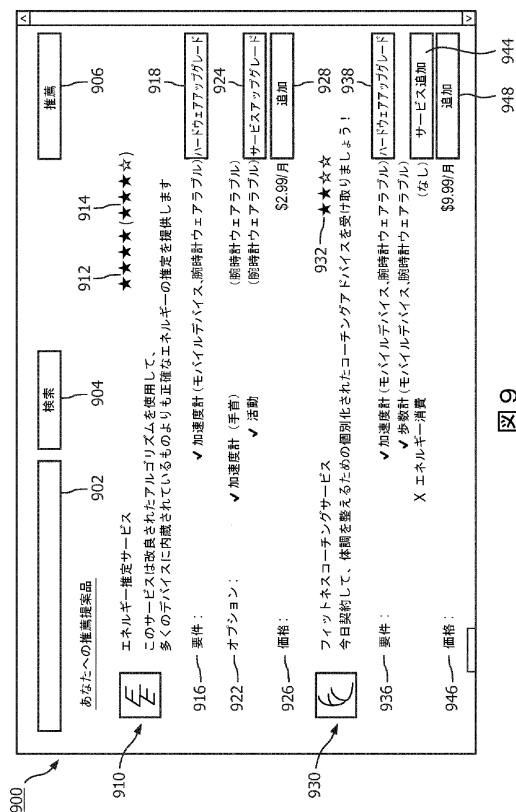 900
902
検索
904
推薦
906
あなたへの推薦提案品
910
エネルギー推定サービス
912
★★★★(★★★☆)
914
このサービスは改良されたアルゴリズムを使用して、
多くのデバイスに内蔵されているものよりも正確なエネルギーの推定を提供します
916
要件:
✔ 加速度計(モバイルデバイス、腕時計ウェアラブル)
ハードウェアアップグレード
918
922
オプション:
✔ 加速度計(手首)
(腕時計ウェアラブル)
✔ 活動
(腕時計ウェアラブル)
サービスアップグレード
924
926
価格:
$2.99/月
追加
928
930
フィットネスコーチングサービス
932
★★☆☆
今日契約して、体調を整えるための個別化されたコーチングアドバイスを受け取りましょう!
936
要件:
✔ 加速度計(モバイルデバイス、腕時計ウェアラブル)
ハードウェアアップグレード
938
✔ 歩数計(モバイルデバイス、腕時計ウェアラブル)
X エネルギー消費
(なし)
サービス追加
944
946
価格:
$9.99/月
追加
948
図9